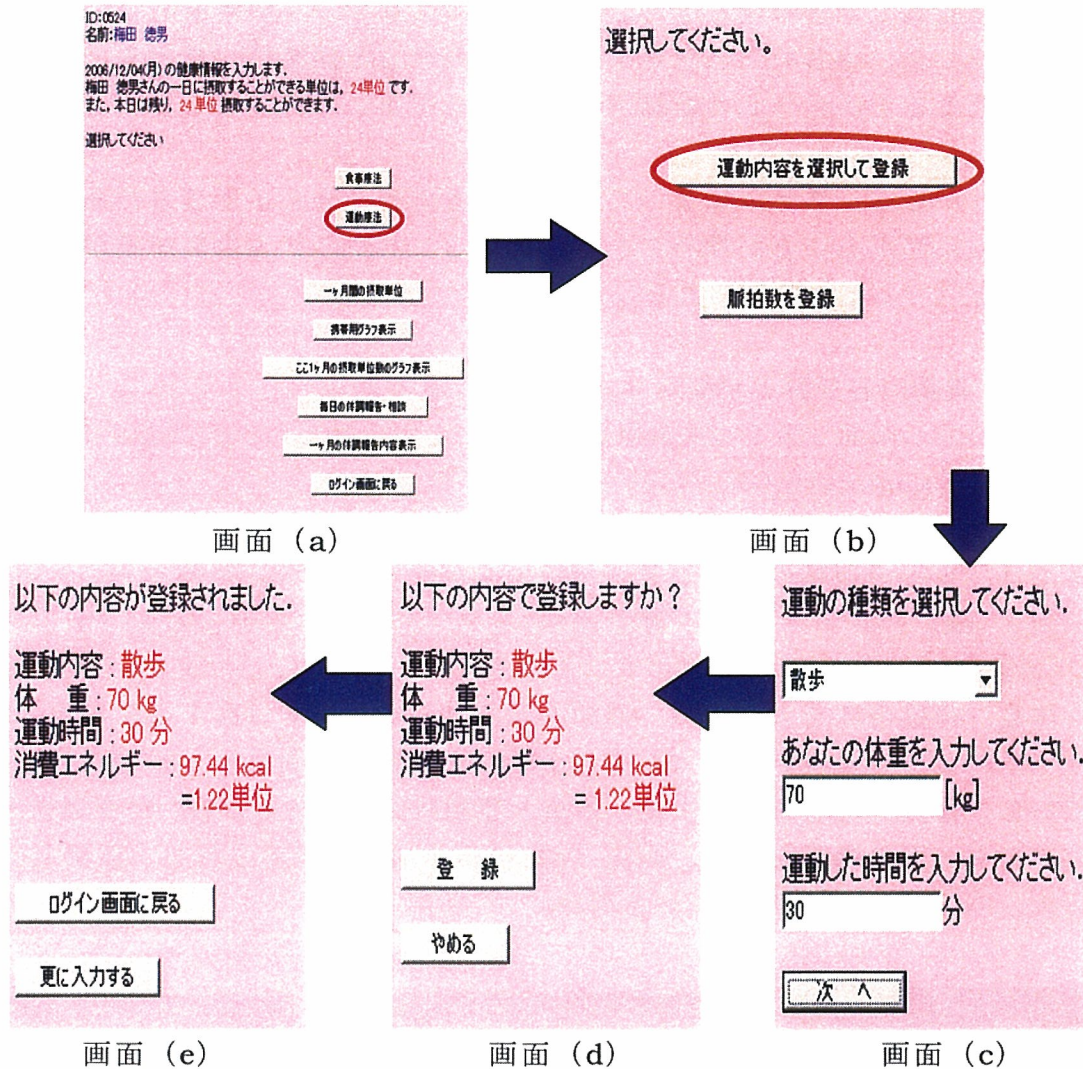 ID:0524
名前:梅田 徳男
2006/12/04(月) の健康情報を入力します.
梅田 徳男さんの一日に摂取することができる単位は, 24単位 です.
また, 本日は残り, 24 単位 摂取することができます.
選択してください
食事療法
運動療法
一ヶ月間の摂取単位
携帯用グラフ表示
ここ1ヶ月の摂取単位数のグラフ表示
毎日の体調報告・相談
一ヶ月の体調報告内容表示
ログイン画面に戻る
画面 (a)
選択してください。
運動内容を選択して登録
脈拍数を登録
画面 (b)
運動の種類を選択してください.
散歩
あなたの体重を入力してください.
70 [kg]
運動した時間を入力してください.
30 分
次 へ
画面 (c)
以下の内容で登録しますか?
運動内容 : 散歩
体 重 : 70 kg
運動時間 : 30 分
消費エネルギー : 97.44 kcal
= 1.22単位
登 録
やめる
画面 (d)
以下の内容が登録されました.
運動内容 : 散歩
体 重 : 70 kg
運動時間 : 30 分
消費エネルギー : 97.44 kcal
=1.22単位
ログイン画面に戻る
更に入力する
画面 (e)